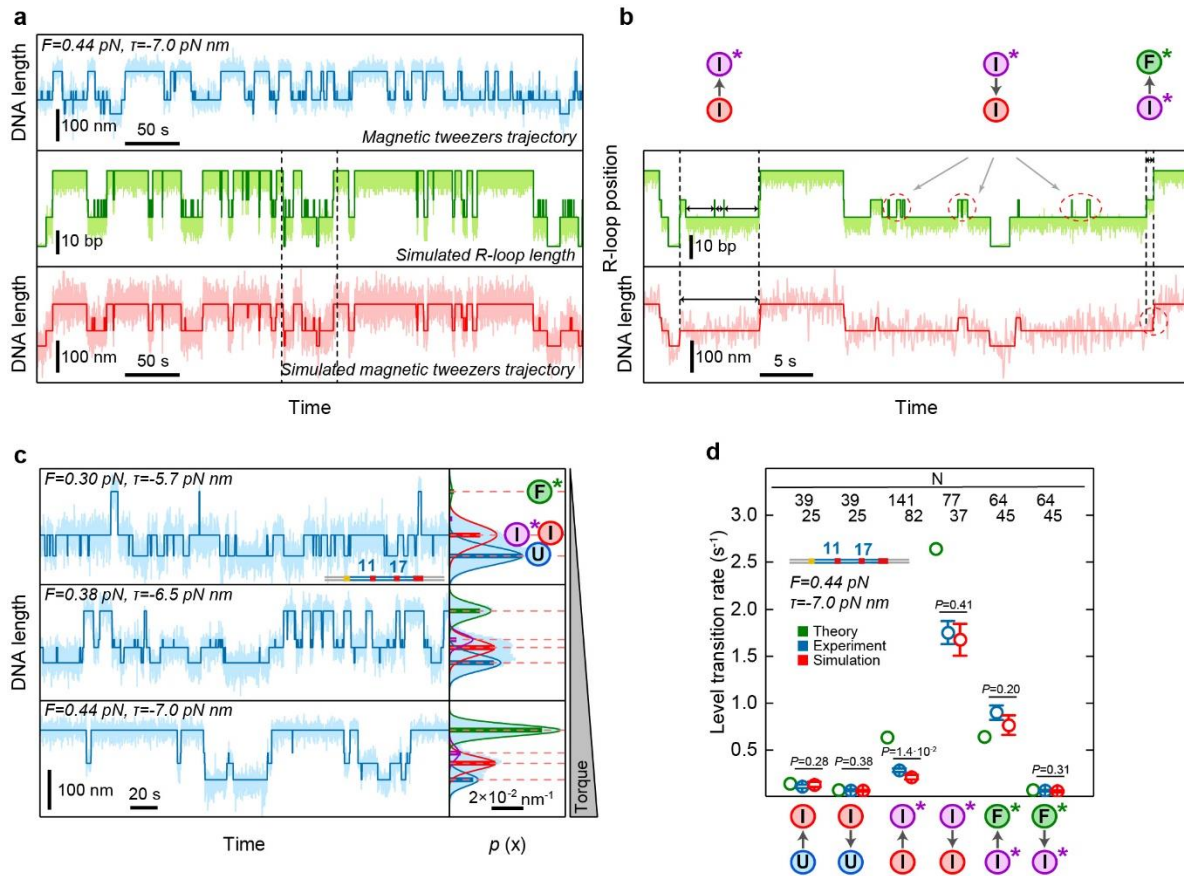 a
F=0.44 pN, τ=-7.0 pN nm
DNA length
100 nm
50 s
Magnetic tweezers trajectory
10 bp
Simulated R-loop length
DNA length
100 nm
50 s
Simulated magnetic tweezers trajectory
Time
b
I*
I* 
F*
I
I
I*
R-loop position
10 bp
DNA length
100 nm
5 s
Time
c
F=0.30 pN, τ=-5.7 pN nm
F*
I* I
U
11 17
F=0.38 pN, τ=-6.5 pN nm
DNA length
F=0.44 pN, τ=-7.0 pN nm
100 nm
20 s
2×10⁻² nm⁻¹
Torque
Time
p (x)
d
N
39 39 141 77 64 64
25 25 82 37 45 45
Level transition rate (s⁻¹)
3.0
2.5
2.0
1.5
1.0
0.5
11 17
F=0.44 pN
τ=-7.0 pN nm
Theory
Experiment
Simulation
P=0.28
P=0.38
P=1.4·10⁻²
P=0.41
P=0.20
P=0.31
I I I* I* F* F*
U U I I I* I*